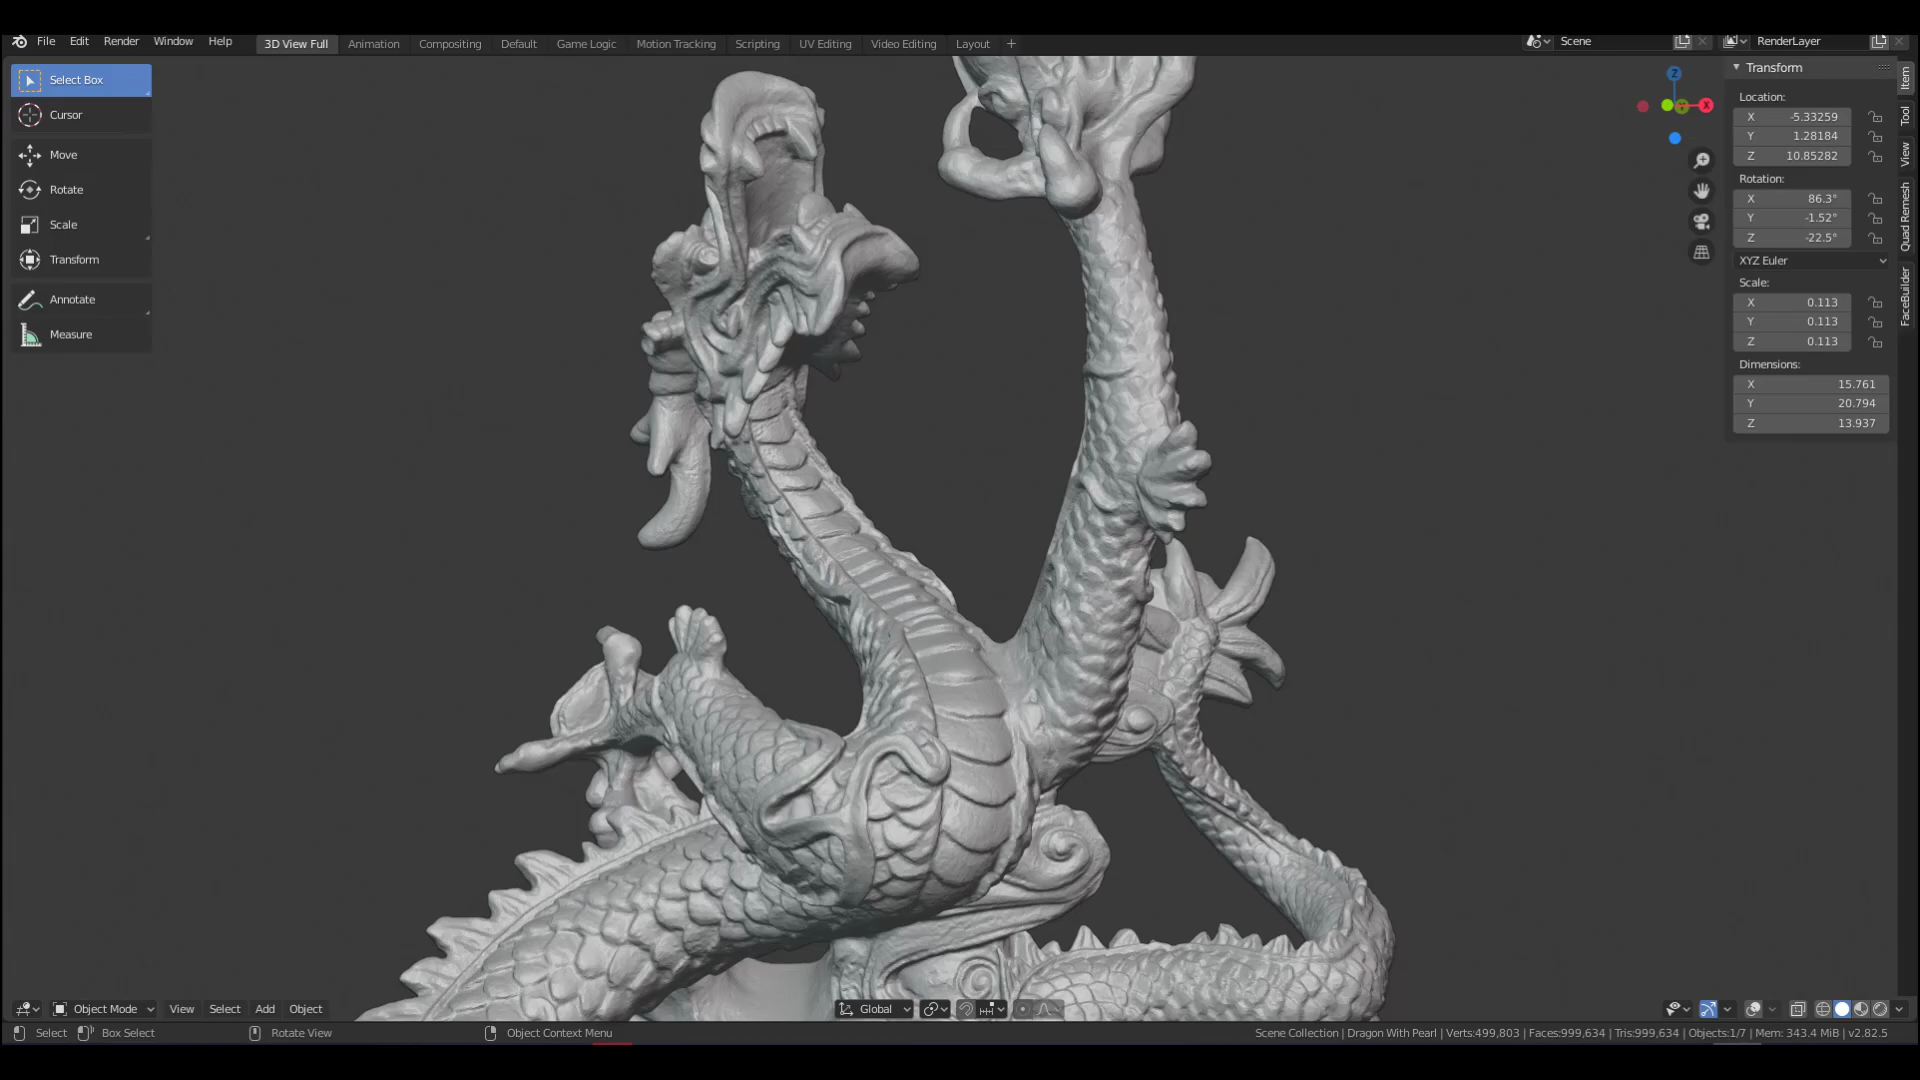 File Edit Render Window Help 3D View Full Animation Compositing Default Game Logic Motion Tracking Scripting UV Editing Video Editing Layout + Scene RenderLayer
Select Box
Cursor
Move
Rotate
Scale
Transform
Annotate
Measure
Z
X
Transform
Location:
X -5.33259
Y 1.28184
Z 10.85282
Rotation:
X 86.3°
Y -1.52°
Z -22.5°
XYZ Euler
Scale:
X 0.113
Y 0.113
Z 0.113
Dimensions:
X 15.761
Y 20.794
Z 13.937
Item
Tool
View
Quad Remesh
FaceBuilder
Object Mode View Select Add Object Global
Select Box Select Rotate View Object Context Menu Scene Collection | Dragon With Pearl | Verts:499,803 | Faces:999,634 | Tris:999,634 | Objects:1/7 | Mem: 343.4 MiB | v2.82.5